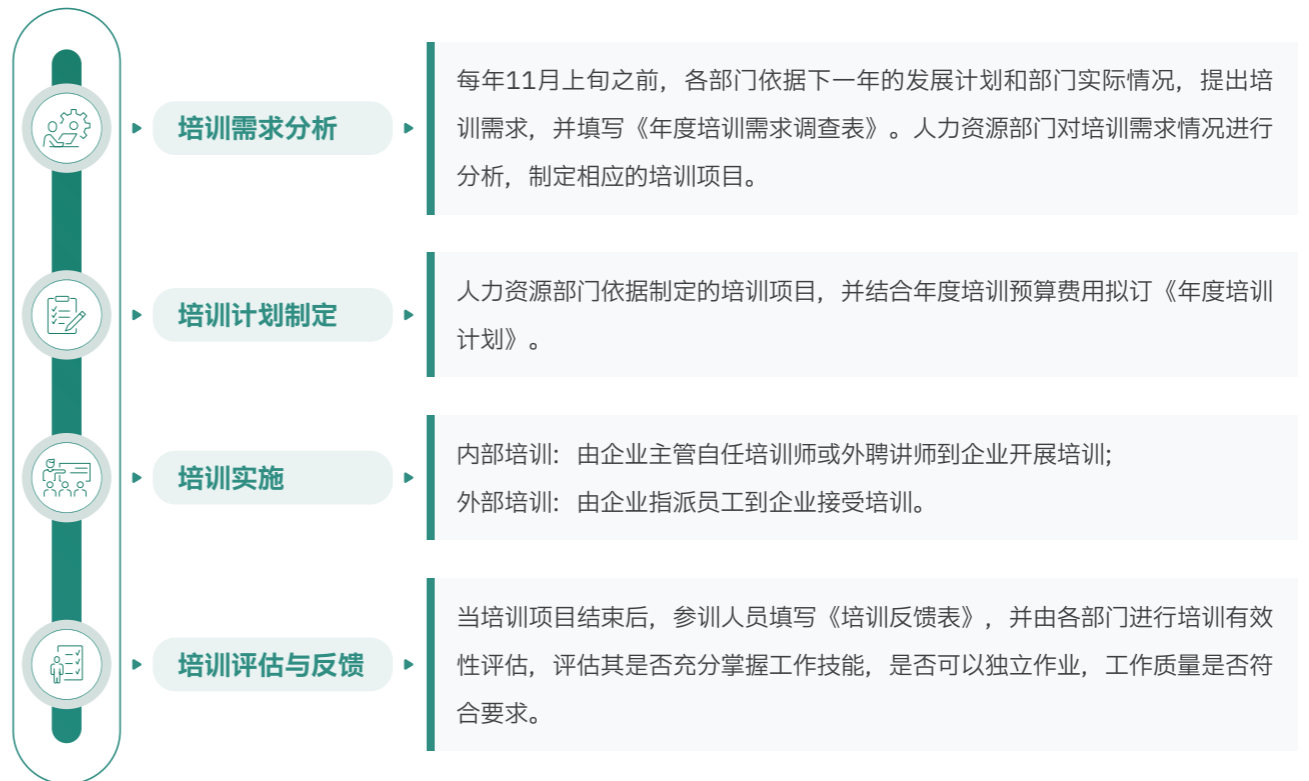 培训需求分析
每年11月上旬之前，各部门依据下一年的发展计划和部门实际情况，提出培
训需求，并填写《年度培训需求调查表》。人力资源部门对培训需求情况进行
分析，制定相应的培训项目。
培训计划制定
人力资源部门依据制定的培训项目，并结合年度培训预算费用拟订《年度培训
计划》。
培训实施
内部培训：由企业主管自任培训师或外聘讲师到企业开展培训;
外部培训：由企业指派员工到企业接受培训。
培训评估与反馈
当培训项目结束后，参训人员填写《培训反馈表》，并由各部门进行培训有效
性评估，评估其是否充分掌握工作技能，是否可以独立作业，工作质量是否符
合要求。